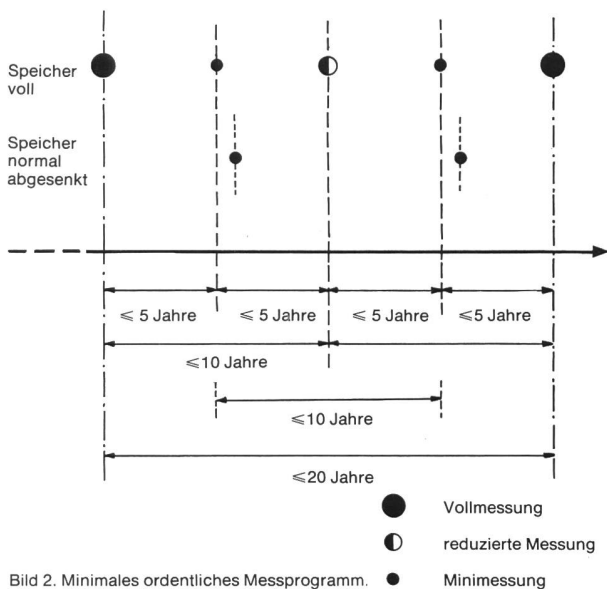 Speicher
voll
Speicher
normal
abgesenkt
≤ 5 Jahre ≤ 5 Jahre ≤ 5 Jahre ≤5 Jahre
≤10 Jahre
≤10 Jahre
≤20 Jahre
Vollmessung
reduzierte Messung
Bild 2. Minimales ordentliches Messprogramm. Minimessung